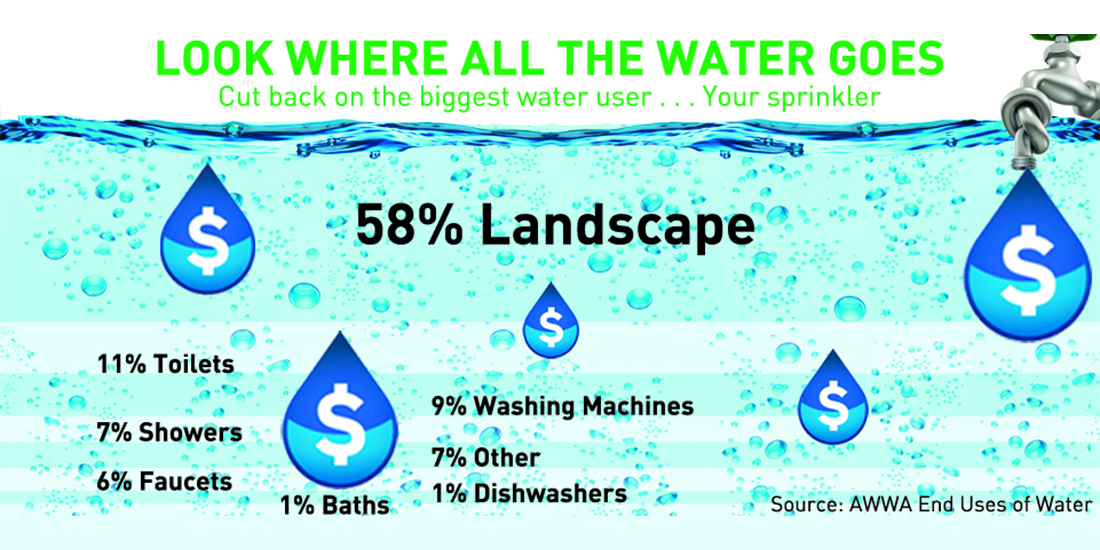 LOOK WHERE ALL THE WATER GOES
Cut back on the biggest water user . . . Your sprinkler
$
58% Landscape
$
$
11% Toilets
$
$
9% Washing Machines
7% Showers
7% Other
6% Faucets
1% Dishwashers
1% Baths
Source: AWWA End Uses of Water